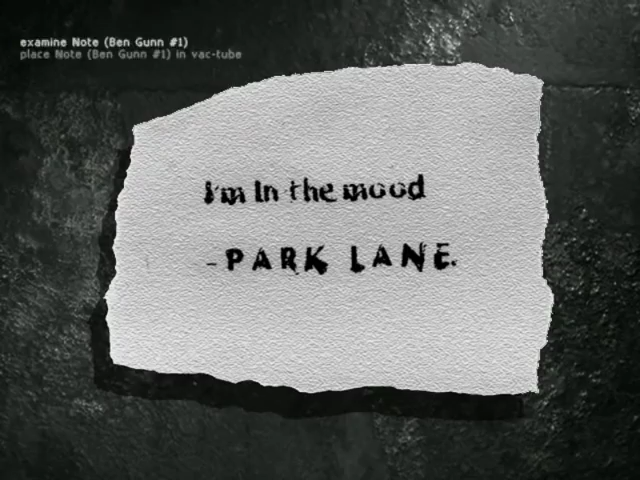 examine Note (Ben Gunn #1)
place Note (Ben Gunn #1) in vac-tube
I'm In the mood
-PARK LANE.